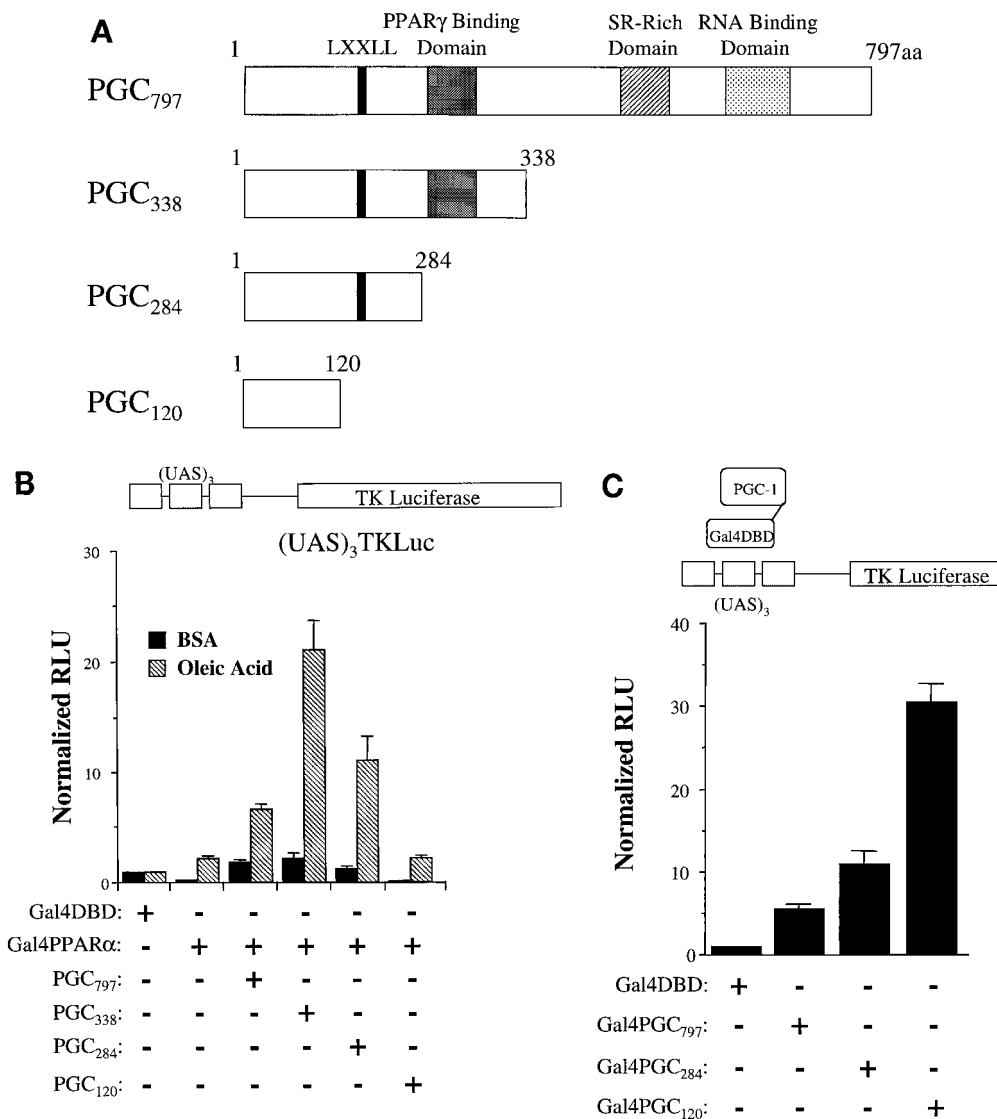 A
PPARγ Binding
SR-Rich
RNA Binding
1
LXXLL
Domain
Domain
Domain
797aa
PGC797
1
338
PGC338
1
284
PGC284
1
120
PGC120
B
(UAS)3
TK Luciferase
(UAS)3TKLuc
30
20
10
0
Normalized RLU
BSA
Oleic Acid
Gal4DBD: + - - - - -
Gal4PPARα: - + + + + +
PGC797: - - + - - -
PGC338: - - - + - -
PGC284: - - - - + -
PGC120: - - - - - +
C
PGC-1
Gal4DBD
TK Luciferase
(UAS)3
40
30
20
10
0
Normalized RLU
Gal4DBD: + - - -
Gal4PGC797: - + - -
Gal4PGC284: - - + -
Gal4PGC120: - - - +